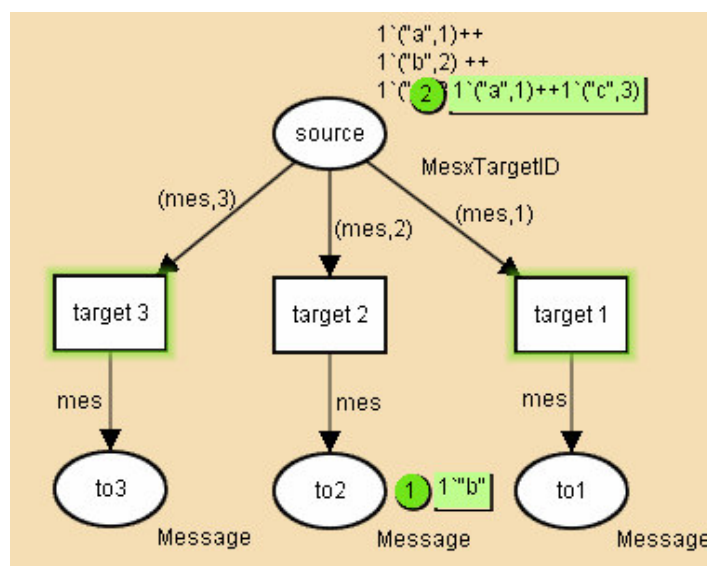 1`("a",1)++
1`("b",2) ++
1`("
2
1`("a",1)++1`("c",3)
source
MesxTargetID
(mes,3)
(mes,2)
(mes,1)
target 3
target 2
target 1
mes
mes
mes
to3
to2
1
1`"b"
to1
Message
Message
Message